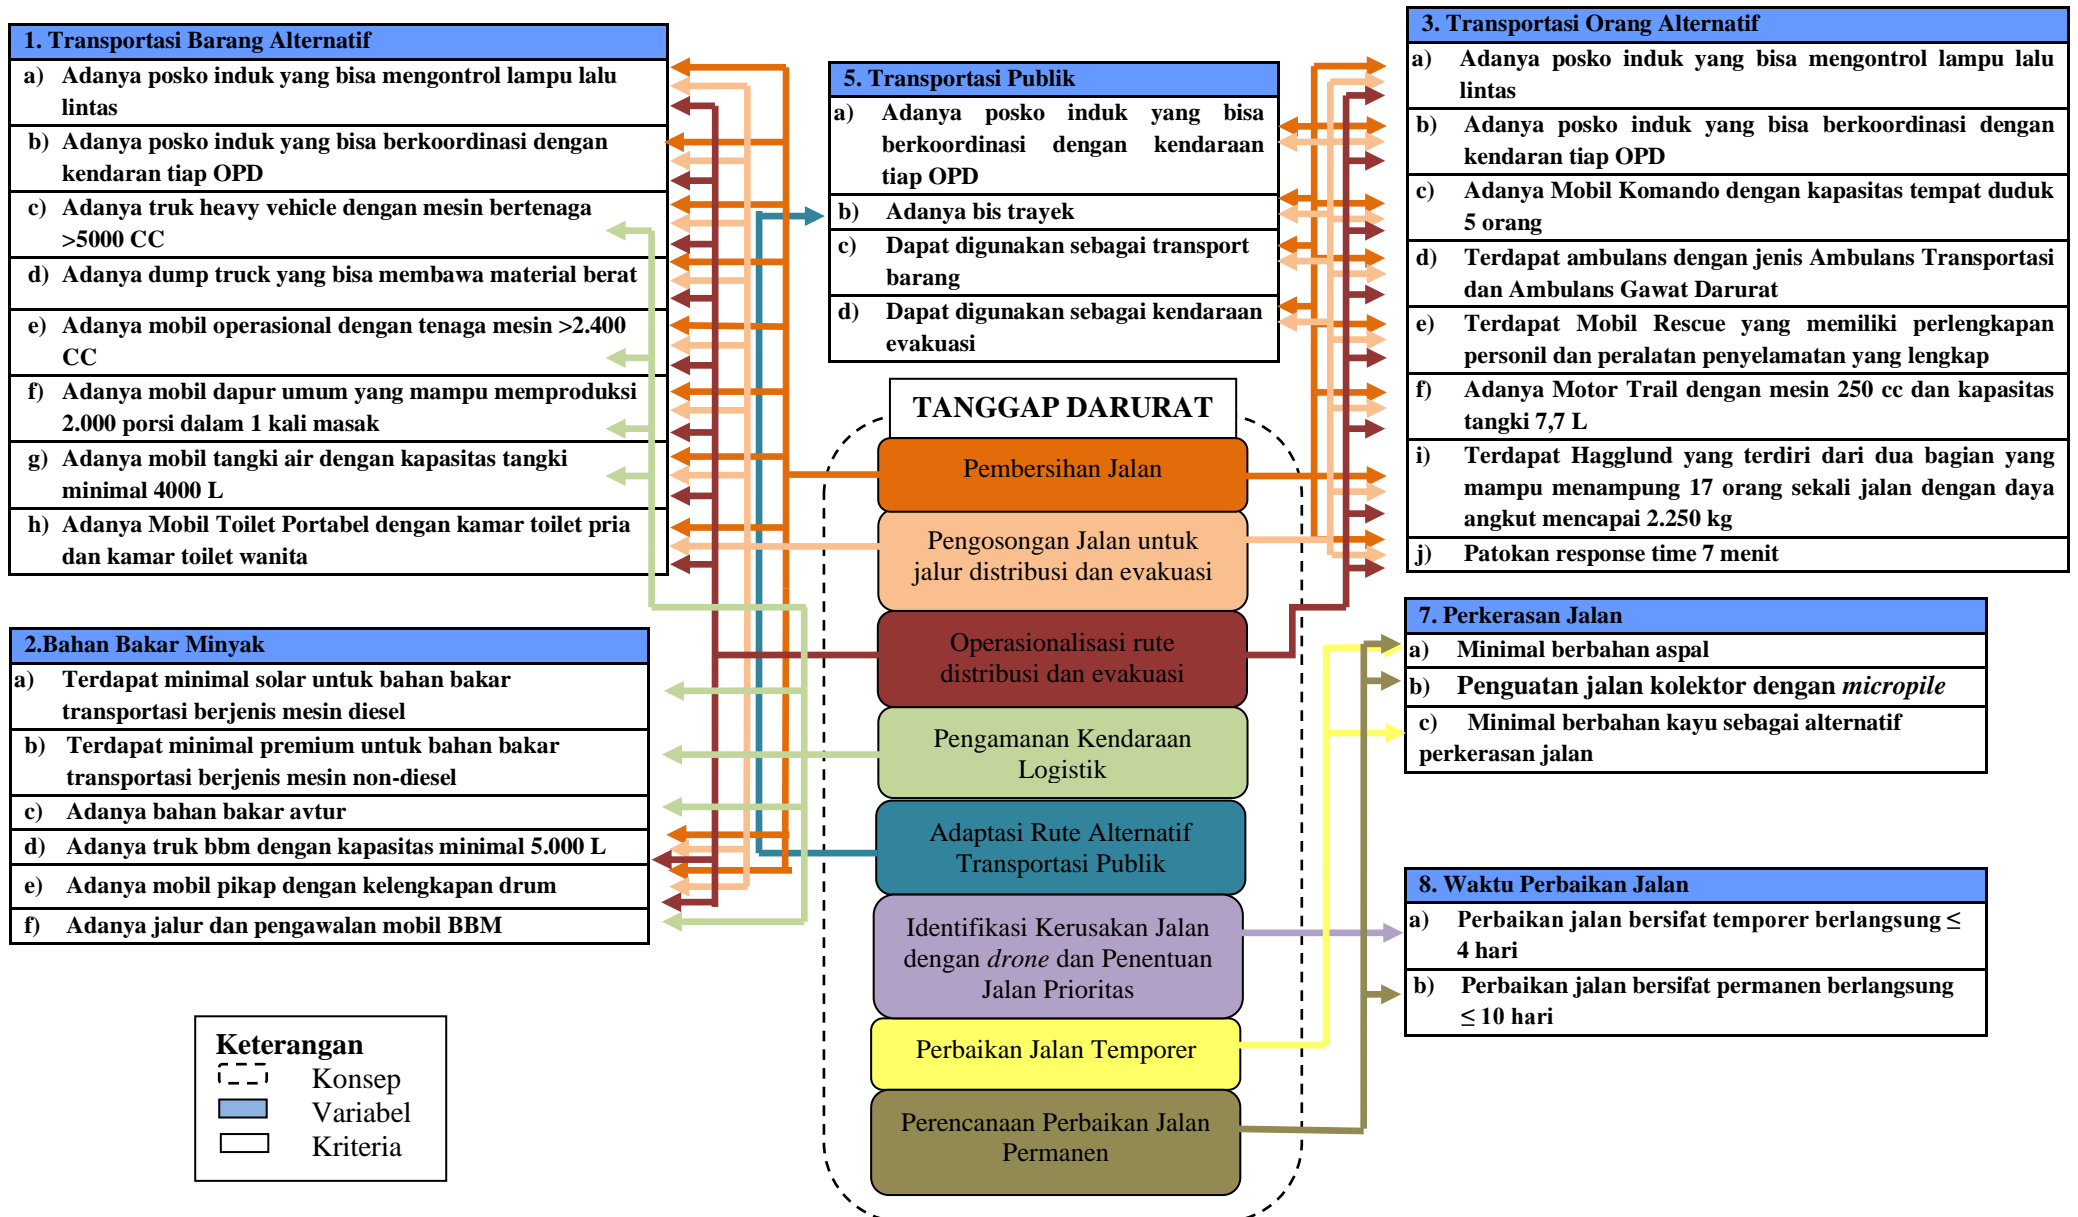 1. Transportasi Barang Alternatif
a) Adanya posko induk yang bisa mengontrol lampu lalu
lintas
b) Adanya posko induk yang bisa berkoordinasi dengan
kendaran tiap OPD
c) Adanya truk heavy vehicle dengan mesin bertenaga
>5000 CC
d) Adanya dump truck yang bisa membawa material berat
e) Adanya mobil operasional dengan tenaga mesin >2.400
CC
f) Adanya mobil dapur umum yang mampu memproduksi
2.000 porsi dalam 1 kali masak
g) Adanya mobil tangki air dengan kapasitas tangki
minimal 4000 L
h) Adanya Mobil Toilet Portabel dengan kamar toilet pria
dan kamar toilet wanita
2.Bahan Bakar Minyak
a) Terdapat minimal solar untuk bahan bakar
transportasi berjenis mesin diesel
b) Terdapat minimal premium untuk bahan bakar
transportasi berjenis mesin non-diesel
c) Adanya bahan bakar avtur
d) Adanya truk bbm dengan kapasitas minimal 5.000 L
e) Adanya mobil pikap dengan kelengkapan drum
f) Adanya jalur dan pengawalan mobil BBM
Keterangan
Konsep
Variabel
Kriteria
5. Transportasi Publik
a) Adanya posko induk yang bisa
berkoordinasi dengan kendaraan
tiap OPD
b) Adanya bis trayek
c) Dapat digunakan sebagai transport
barang
d) Dapat digunakan sebagai kendaraan
evakuasi
TANGGAP DARURAT
Pembersihan Jalan
Pengosongan Jalan untuk
jalur distribusi dan evakuasi
Operasionalisasi rute
distribusi dan evakuasi
Pengamanan Kendaraan
Logistik
Adaptasi Rute Alternatif
Transportasi Publik
Identifikasi Kerusakan Jalan
dengan drone dan Penentuan
Jalan Prioritas
Perbaikan Jalan Temporer
Perencanaan Perbaikan Jalan
Permanen
3. Transportasi Orang Alternatif
a) Adanya posko induk yang bisa mengontrol lampu lalu
lintas
b) Adanya posko induk yang bisa berkoordinasi dengan
kendaran tiap OPD
c) Adanya Mobil Komando dengan kapasitas tempat duduk
5 orang
d) Terdapat ambulans dengan jenis Ambulans Transportasi
dan Ambulans Gawat Darurat
e) Terdapat Mobil Rescue yang memiliki perlengkapan
personil dan peralatan penyelamatan yang lengkap
f) Adanya Motor Trail dengan mesin 250 cc dan kapasitas
tangki 7,7 L
i) Terdapat Hagglund yang terdiri dari dua bagian yang
mampu menampung 17 orang sekali jalan dengan daya
angkut mencapai 2.250 kg
j) Patokan response time 7 menit
7. Perkerasan Jalan
a) Minimal berbahan aspal
b) Penguatan jalan kolektor dengan micropile
c) Minimal berbahan kayu sebagai alternatif
perkerasan jalan
8. Waktu Perbaikan Jalan
a) Perbaikan jalan bersifat temporer berlangsung ≤
4 hari
b) Perbaikan jalan bersifat permanen berlangsung
≤ 10 hari